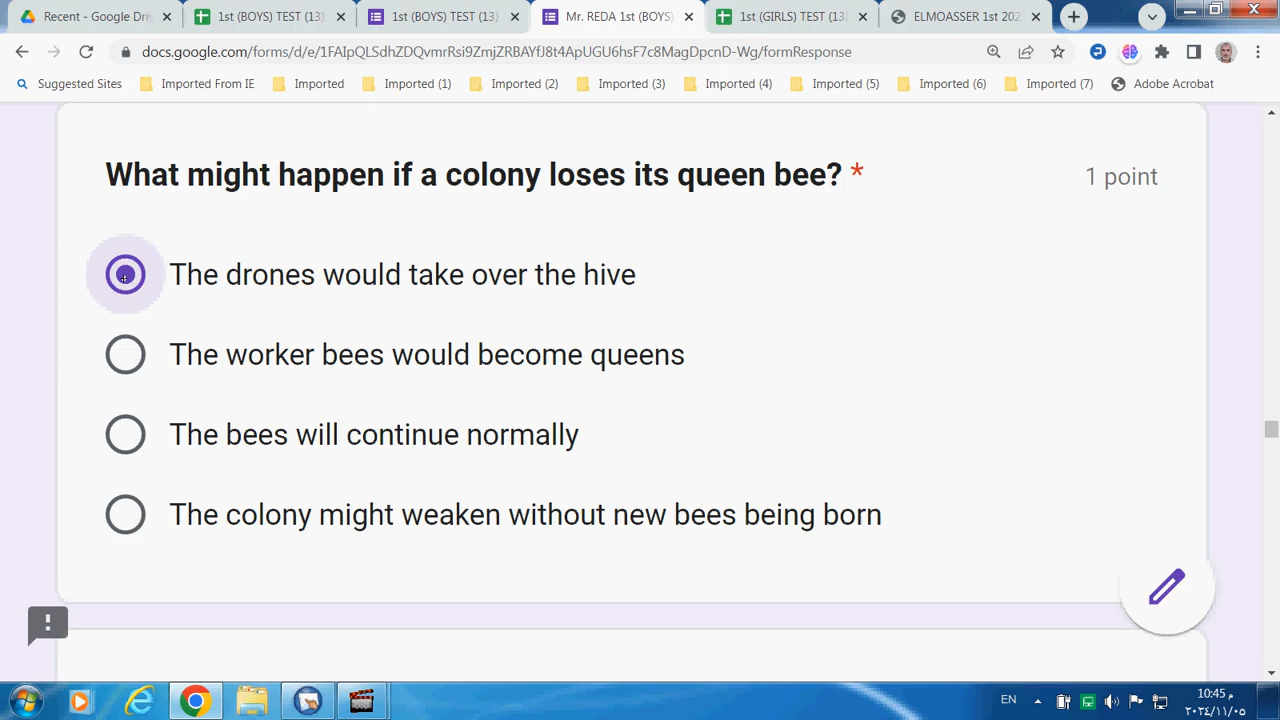 Recent - Google Dri
1st (BOYS) TEST (13)
1st (BOYS) TEST (
Mr. REDA 1st (BOYS)
1st (GIRLS) TEST (13)
docs.google.com/forms/d/e/1FAIpQLSdhZDQvmrRsi9ZmjZRBAYfJ8t4ApUGU6hsF7c8MagDpcnD-Wg/formResponse
Suggested Sites
Imported From IE
Imported
Imported (1)
Imported (2)
Imported (3)
Imported (4)
Imported (5)
Imported (6)
Imported (7)
Adobe Acrobat
What might happen if a colony loses its queen bee? *
1 point
The drones would take over the hive
The worker bees would become queens
The bees will continue normally
The colony might weaken without new bees being born
EN
10:45 م
٢٠٢٤/١١/٠٥